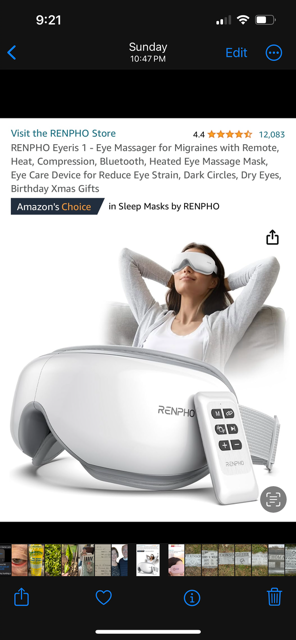 9:21
Sunday
10:47 PM
Edit
Visit the RENPHO Store
4.4
12,083
RENPHO Eyeris 1 - Eye Massager for Migraines with Remote,
Heat, Compression, Bluetooth, Heated Eye Massage Mask,
Eye Care Device for Reduce Eye Strain, Dark Circles, Dry Eyes,
Birthday Xmas Gifts
Amazon's Choice in Sleep Masks by RENPHO
RENPHO
M
RENPHO